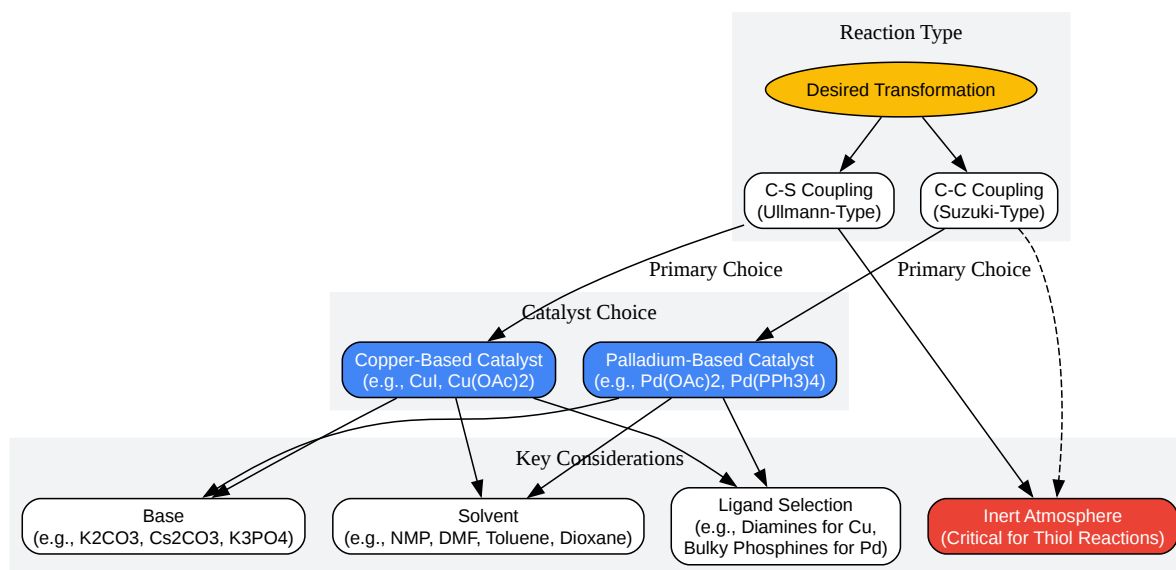 Reaction Type
Desired Transformation
C-S Coupling
(Ullmann-Type)
C-C Coupling
(Suzuki-Type)
Primary Choice
Primary Choice
Catalyst Choice
Copper-Based Catalyst
(e.g., CuI, Cu(OAc)2)
Palladium-Based Catalyst
(e.g., Pd(OAc)2, Pd(PPh3)4)
Key Considerations
Base
(e.g., K2CO3, Cs2CO3, K3PO4)
Solvent
(e.g., NMP, DMF, Toluene, Dioxane)
Ligand Selection
(e.g., Diamines for Cu,
Bulky Phosphines for Pd)
Inert Atmosphere
(Critical for Thiol Reactions)